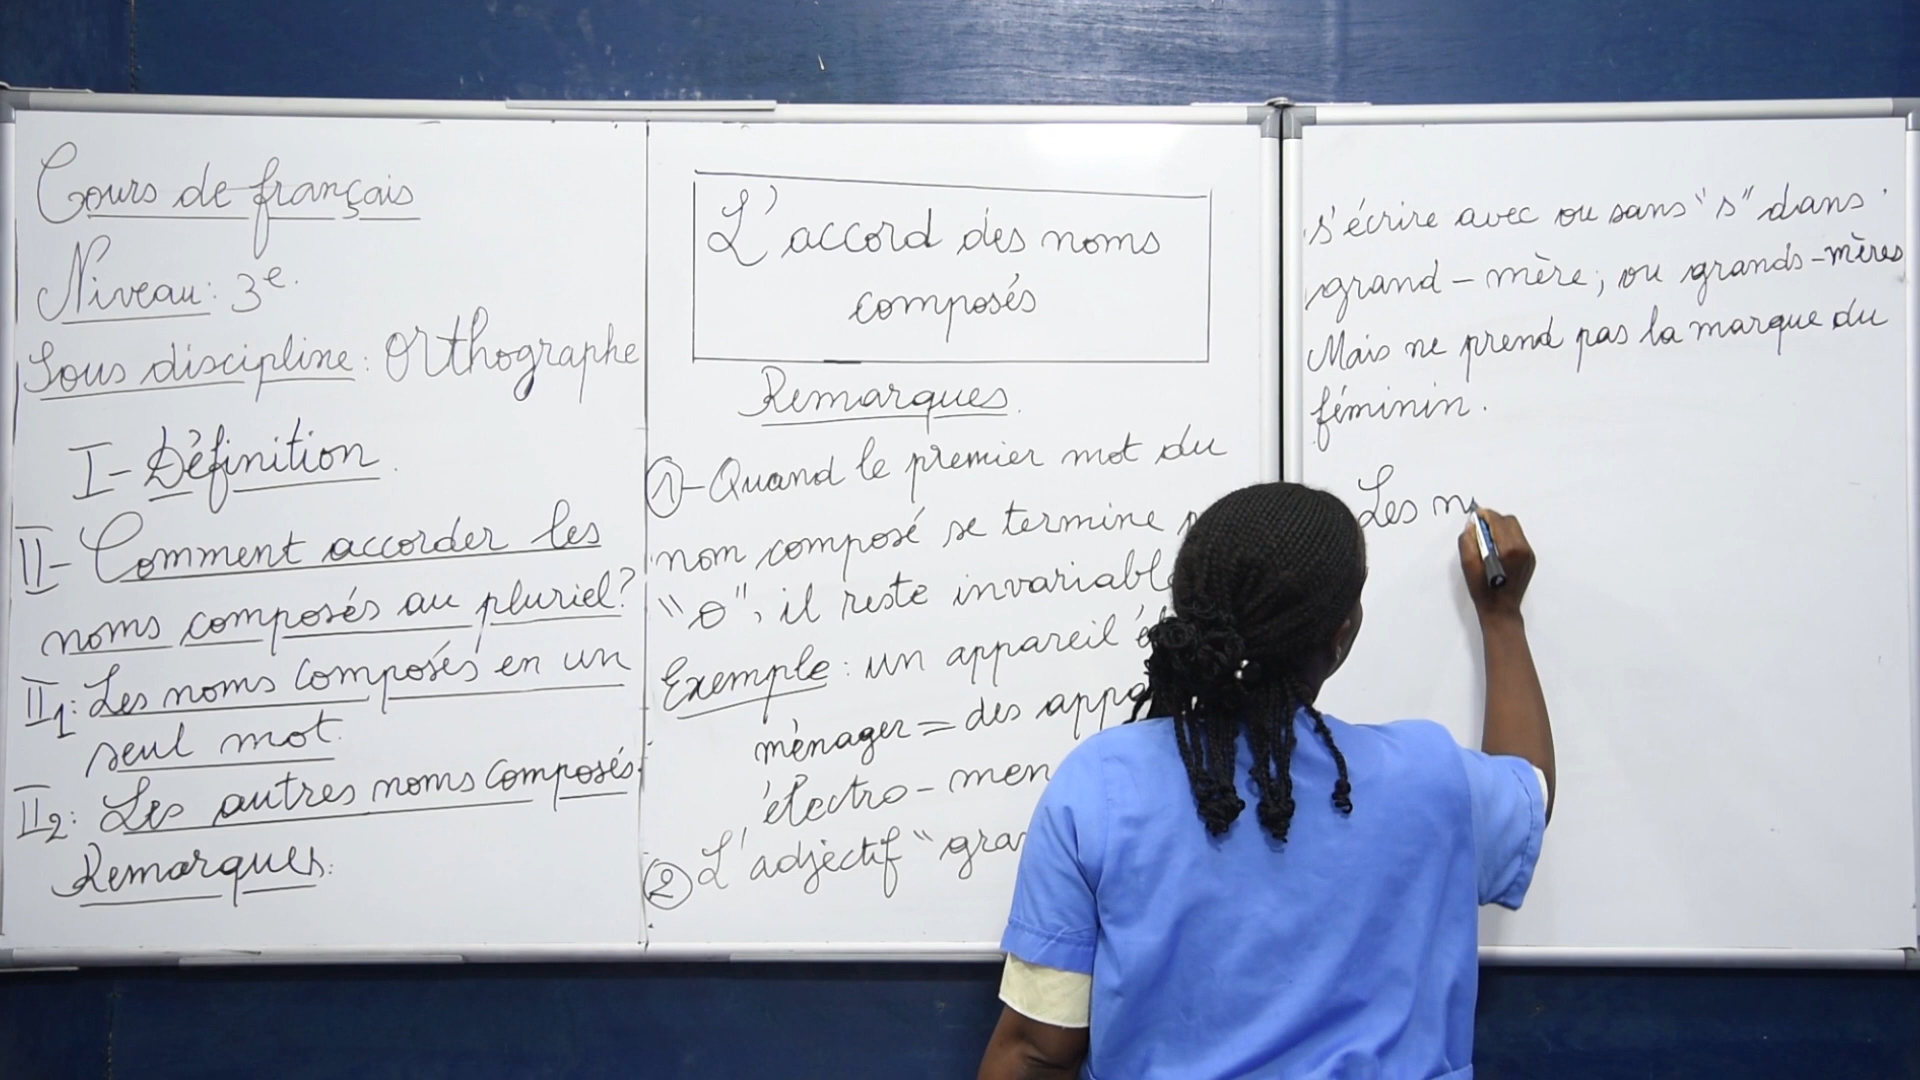 Cours de français
Niveau: 3e.
Sous discipline: Orthographe
I- Définition.
II- Comment accorder les
noms composés au pluriel?
II1: Les noms composés en un
seul mot.
II2: Les autres noms composés.
Remarques:
L'accord des noms
composés
Remarques.
1- Quand le premier mot du
nom composé se termine
"o", il reste invariable
Exemple: un appareil
ménager = des
électro-
2 L'adjectif "
s'écrire avec ou sans "s" dans
grand-mère; ou grands-mères
Mais ne prend pas la marque du
féminin.
Les